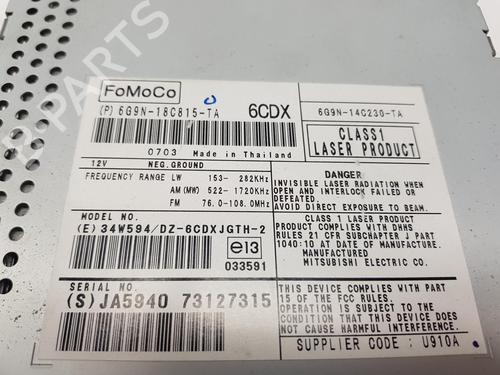 FoMoCo
(P) 6G9N-18C815-TA
6CDX
6G9N-14C230-TA
CLASS1
LASER PRODUCT
0703 Made in Thailand
12V NEG.GROUND
FREQUENCY RANGE LW 153- 282KHz
AM(MW) 522-1720KHz
FM 76.0-108.0MHz
MODEL NO.
(E) 34W594/DZ-6CDXJGTH-2
e13
033591
SERIAL NO.
(S)JA5940 73127315
DANGER
INVISIBLE LASER RADIATION WHEN
OPEN AND INTERLOCK FAILED OR
DEFEATED.
AVOID DIRECT EXPOSURE TO BEAM
CLASS 1 LASER PRODUCT
PRODUCT COMPLIES WITH DHHS
RULES 21 CFR SUBCHAPTER J PART
1040:10 AT DATE OF MANUFACTURE.
MANUFACTURED
MITSUBISHI ELECTRIC CO.
THIS DEVICE COMPLIES WITH PART
15 OF THE FCC RULES.
OPERATION IS SUBJECT TO THE
CONDITION THAT THIS DEVICE DOES
NOT CAUSE HARMFUL INTERFERENCE.
SUPPLIER CODE : U910A